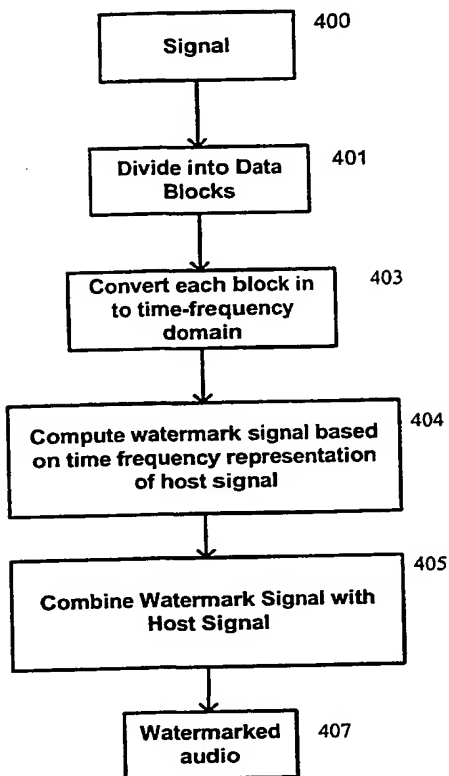 400
Signal
401
Divide into Data
Blocks
403
Convert each block in
to time-frequency
domain
404
Compute watermark signal based
on time frequency representation
of host signal
405
Combine Watermark Signal with
Host Signal
Watermarked
audio
407